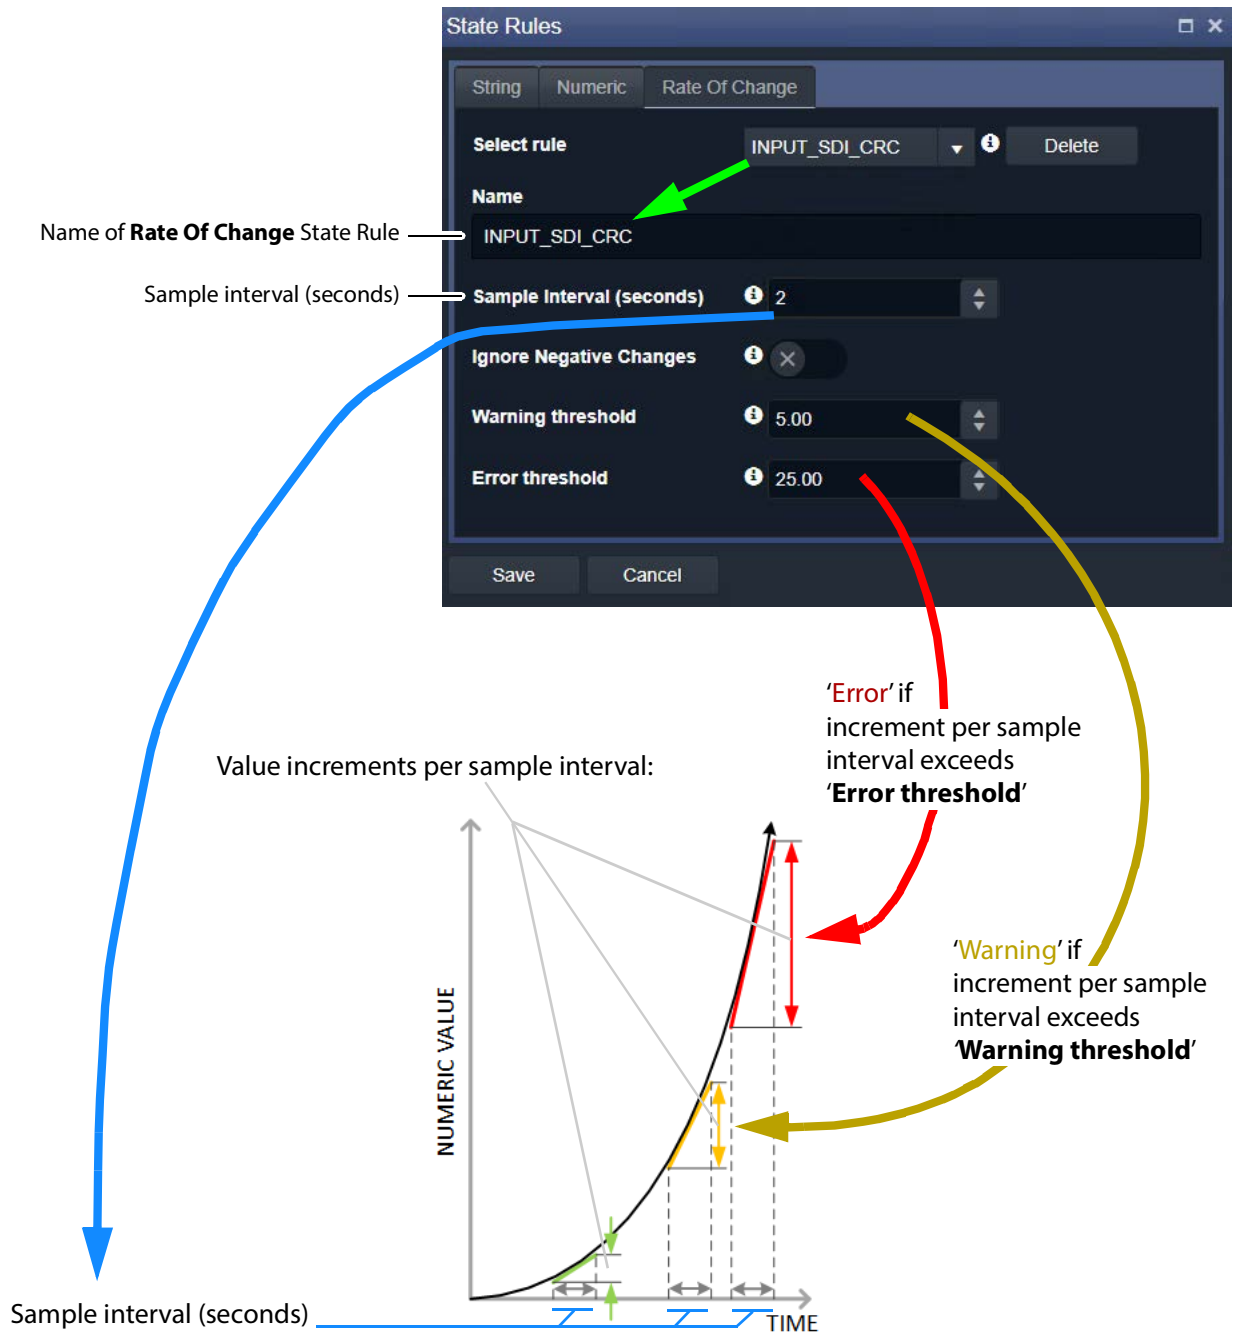 State Rules
String Numeric Rate Of Change
Select rule INPUT_SDI_CRC Delete
Name
Name of Rate Of Change State Rule
INPUT_SDI_CRC
Sample interval (seconds)
Sample Interval (seconds) 2
Ignore Negative Changes
Warning threshold 5.00
Error threshold 25.00
Save Cancel
‘Error’ if
increment per sample
interval exceeds
‘Error threshold’
Value increments per sample interval:
‘Warning’ if
increment per sample
interval exceeds
‘Warning threshold’
NUMERIC VALUE
Sample interval (seconds)
TIME